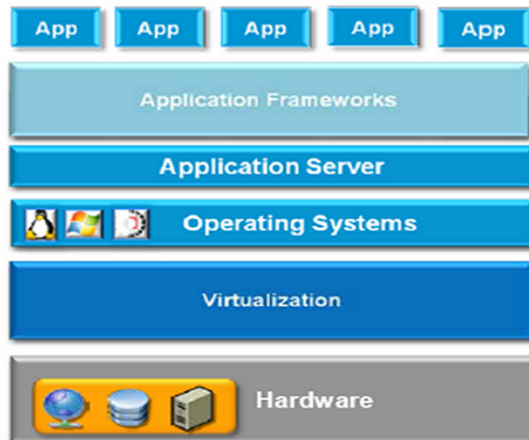 App App App App App
Application Frameworks
Application Server
Operating Systems
Virtualization
Hardware